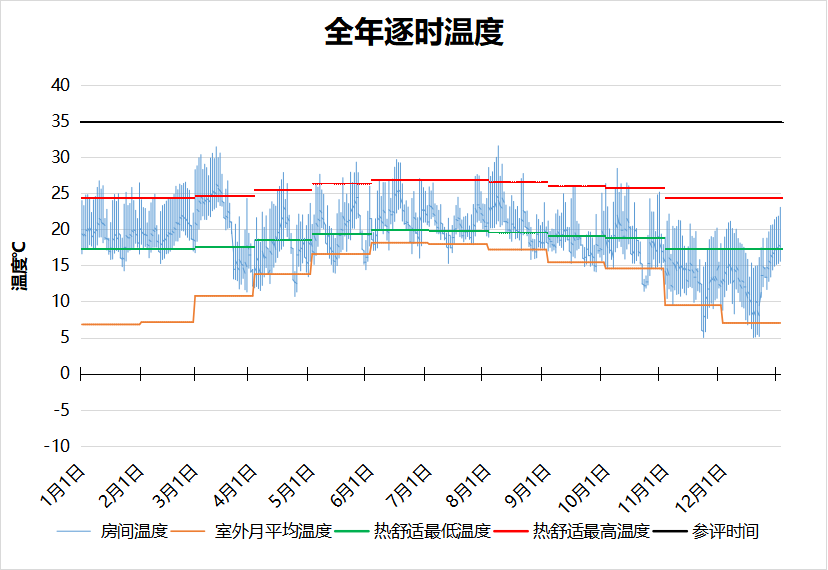 全年逐时温度
40
35
30
25
20
15
10
5
0
-5
-10
温度℃
1月1日
2月1日
3月1日
4月1日
5月1日
6月1日
7月1日
8月1日
9月1日
10月1日
11月1日
12月1日
房间温度 室外月平均温度 热舒适最低温度 热舒适最高温度 参评时间